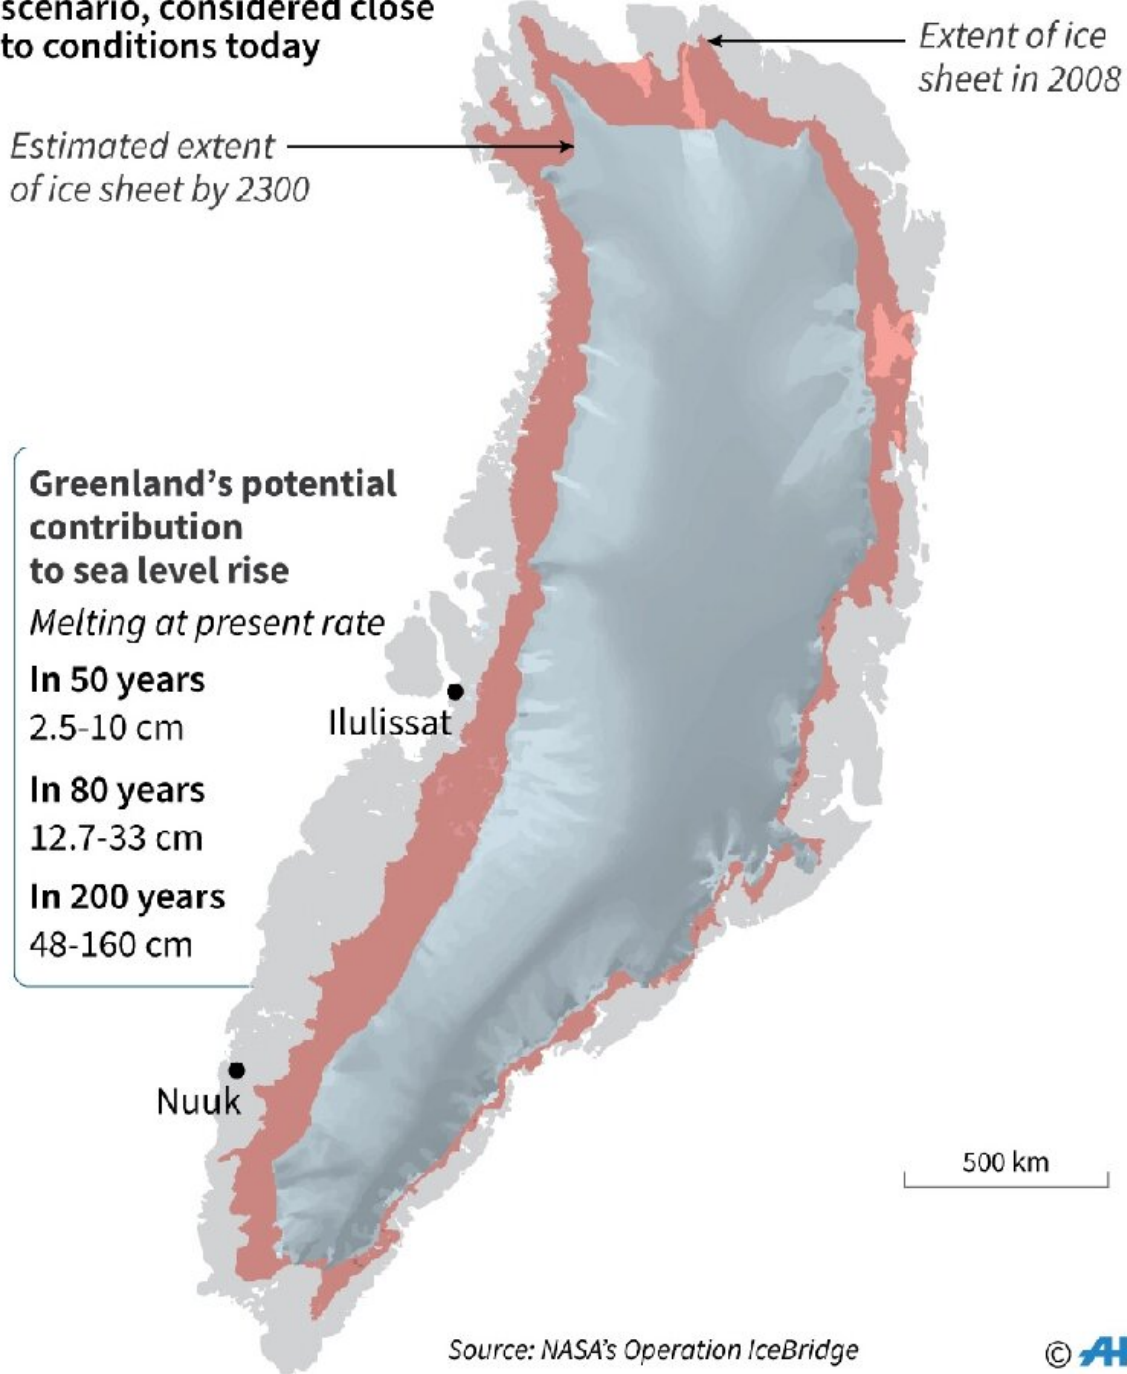 scenario, considered close
to conditions today
Extent of ice
sheet in 2008
Estimated extent
of ice sheet by 2300
Greenland’s potential
contribution
to sea level rise
Melting at present rate
In 50 years
2.5-10 cm
In 80 years
12.7-33 cm
In 200 years
48-160 cm
Ilulissat
Nuuk
500 km
Source: NASA’s Operation IceBridge
©